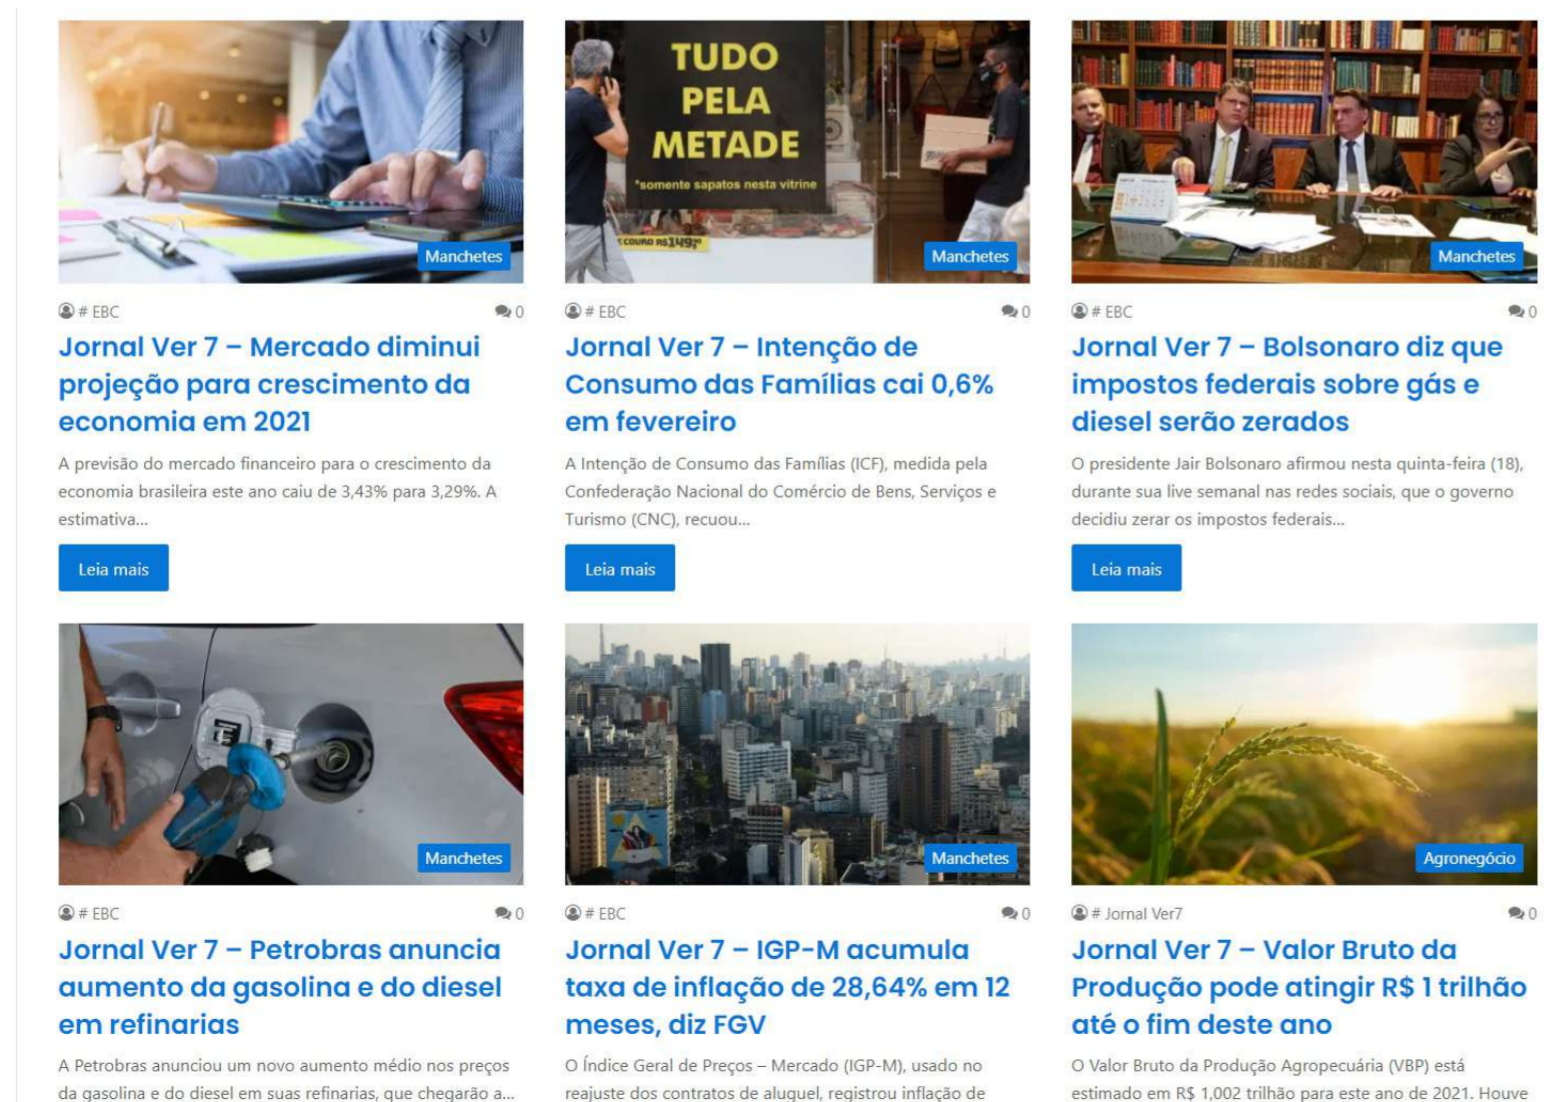 TUDO
PELA
METADE
*somente sapatos nesta vitrine
COURO R$149,90
Manchetes
Manchetes
Manchetes
# EBC
0
# EBC
0
# EBC
0
Jornal Ver 7 – Mercado diminui
projeção para crescimento da
economia em 2021
Jornal Ver 7 – Intenção de
Consumo das Famílias cai 0,6%
em fevereiro
Jornal Ver 7 – Bolsonaro diz que
impostos federais sobre gás e
diesel serão zerados
A previsão do mercado financeiro para o crescimento da
economia brasileira este ano caiu de 3,43% para 3,29%. A
estimativa...
A Intenção de Consumo das Famílias (ICF), medida pela
Confederação Nacional do Comércio de Bens, Serviços e
Turismo (CNC), recuou...
O presidente Jair Bolsonaro afirmou nesta quinta-feira (18),
durante sua live semanal nas redes sociais, que o governo
decidiu zerar os impostos federais...
Leia mais
Leia mais
Leia mais
Manchetes
Manchetes
Agronegócio
# EBC
0
# EBC
0
# Jornal Ver7
0
Jornal Ver 7 – Petrobras anuncia
aumento da gasolina e do diesel
em refinarias
Jornal Ver 7 – IGP-M acumula
taxa de inflação de 28,64% em 12
meses, diz FGV
Jornal Ver 7 – Valor Bruto da
Produção pode atingir R$ 1 trilhão
até o fim deste ano
A Petrobras anunciou um novo aumento médio nos preços
da gasolina e do diesel em suas refinarias, que chegarão a...
O Índice Geral de Preços – Mercado (IGP-M), usado no
reajuste dos contratos de aluguel, registrou inflação de
O Valor Bruto da Produção Agropecuária (VBP) está
estimado em R$ 1,002 trilhão para este ano de 2021. Houve